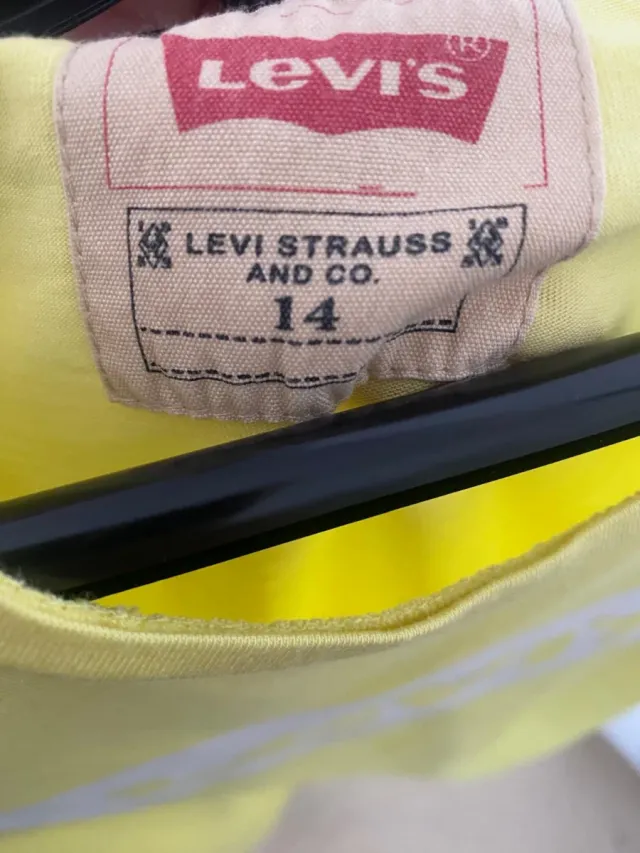 LEVI'S ®
LEVI STRAUSS
AND CO.
14